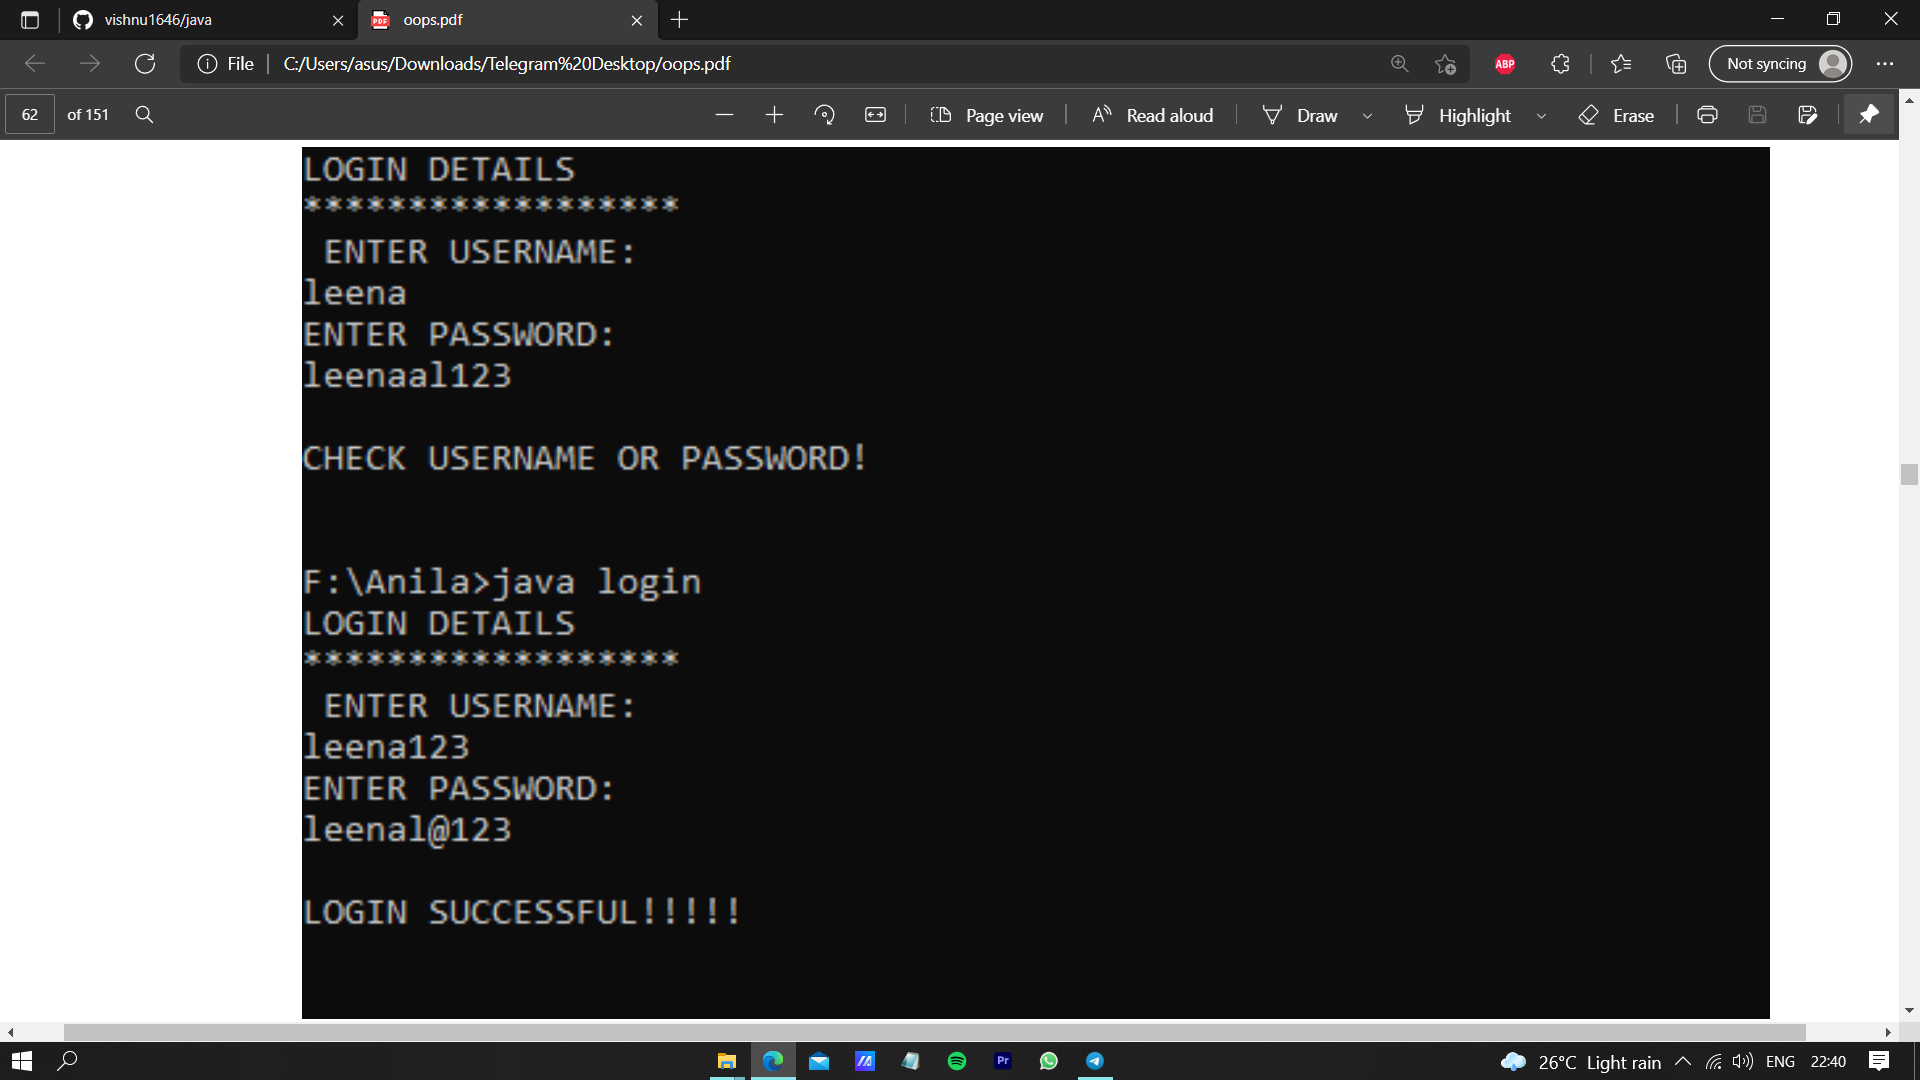 vishnu1646/java
oops.pdf
File
C:/Users/asus/Downloads/Telegram%20Desktop/oops.pdf
ABP
Not syncing
62 of 151
Page view
Read aloud
Draw
Highlight
Erase
LOGIN DETAILS
******************
ENTER USERNAME:
leena
ENTER PASSWORD:
leenaal123
CHECK USERNAME OR PASSWORD!
F:\Anila>java login
LOGIN DETAILS
******************
ENTER USERNAME:
leena123
ENTER PASSWORD:
leenal@123
LOGIN SUCCESSFUL!!!!!
Pr
26°C Light rain
ENG
22:40